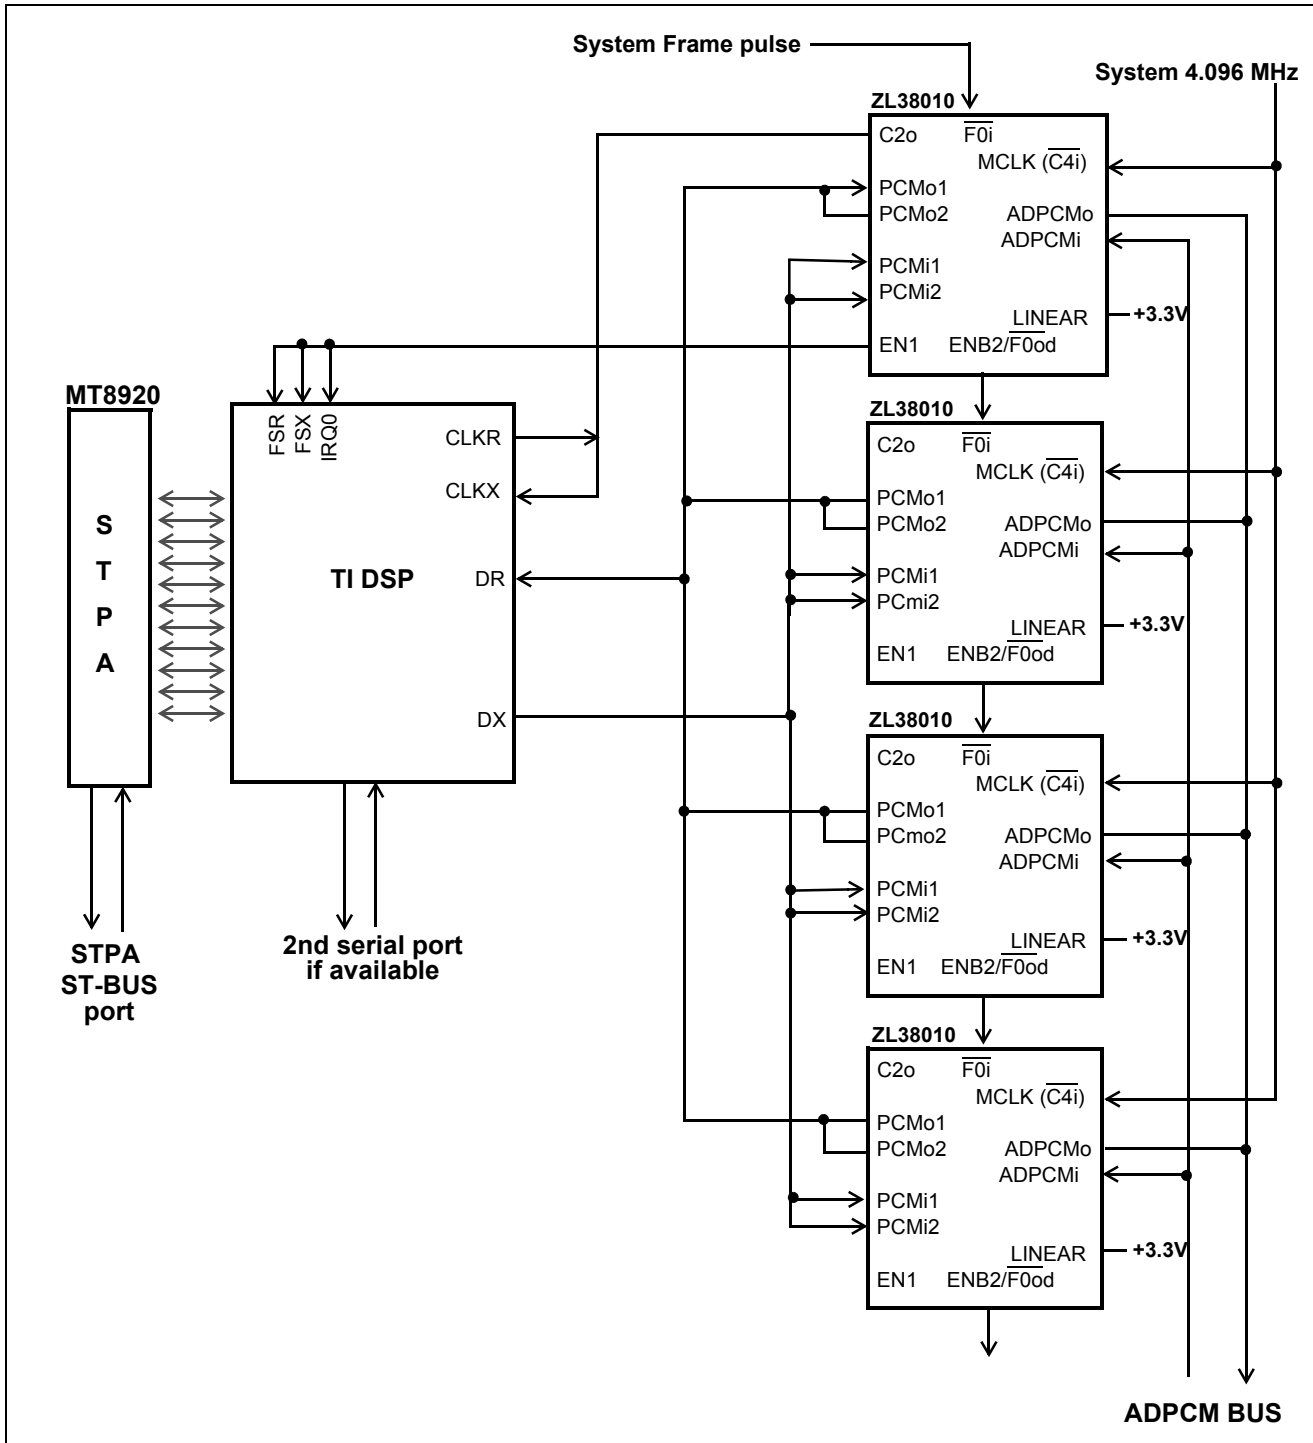 System Frame pulse
System 4.096 MHz
ZL38010
C2o F0i
MCLK (C4i)
PCMo1
PCMo2 ADPCMo
ADPCMi
PCMi1
PCMi2
LINEAR +3.3V
EN1 ENB2/F0od
MT8920
S
T
P
A
FSR
FSX
IRQ0
CLKR
CLKX
TI DSP
DR
DX
STPA
ST-BUS
port
2nd serial port
if available
ZL38010
C2o F0i
MCLK (C4i)
PCMo1
PCMo2 ADPCMo
ADPCMi
PCMi1
PCmi2
LINEAR +3.3V
EN1 ENB2/F0od
ZL38010
C2o F0i
MCLK (C4i)
PCMo1
PCmo2 ADPCMo
ADPCMi
PCMi1
PCMi2
LINEAR +3.3V
EN1 ENB2/F0od
ZL38010
C2o F0i
MCLK (C4i)
PCMo1
PCMo2 ADPCMo
ADPCMi
PCMi1
PCMi2
LINEAR +3.3V
EN1 ENB2/F0od
ADPCM BUS